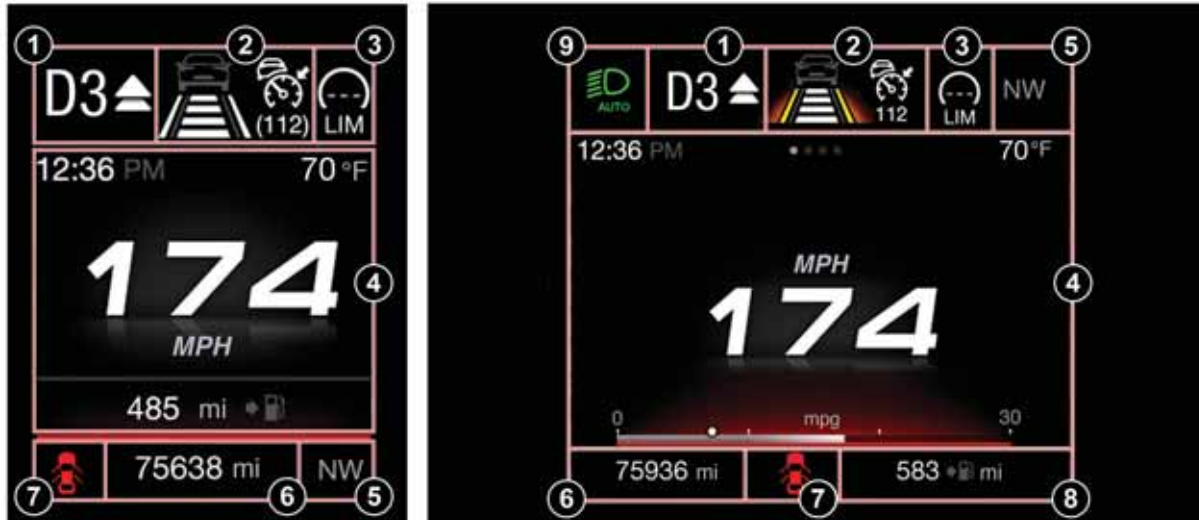 1 2 3
D3 (112) LIM
12:36 PM 70 °F
174
4
MPH
485 mi
75638 mi NW
7 6 5
9 1 2 3 5
AUTO D3 112 LIM NW
12:36 PM 70°F
MPH
4
174
0 mpg 30
75936 mi 583 mi
6 7 8